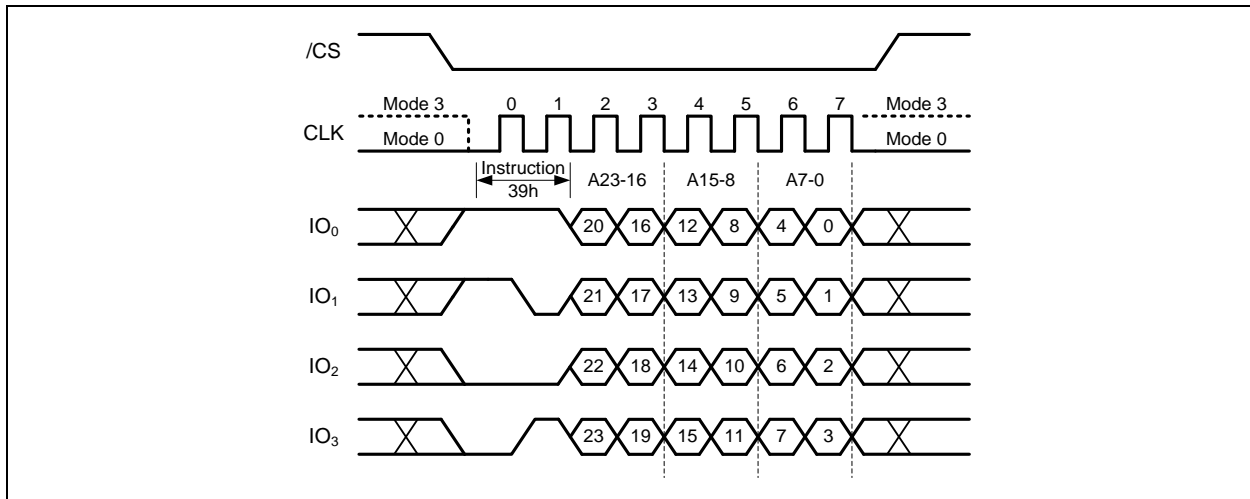 /CS
Mode 3 0 1 2 3 4 5 6 7 Mode 3
CLK
Mode 0 Mode 0
Instruction
39h
A23-16 A15-8 A7-0
IO₀ 20 16 12 8 4 0
IO₁ 21 17 13 9 5 1
IO₂ 22 18 14 10 6 2
IO₃ 23 19 15 11 7 3